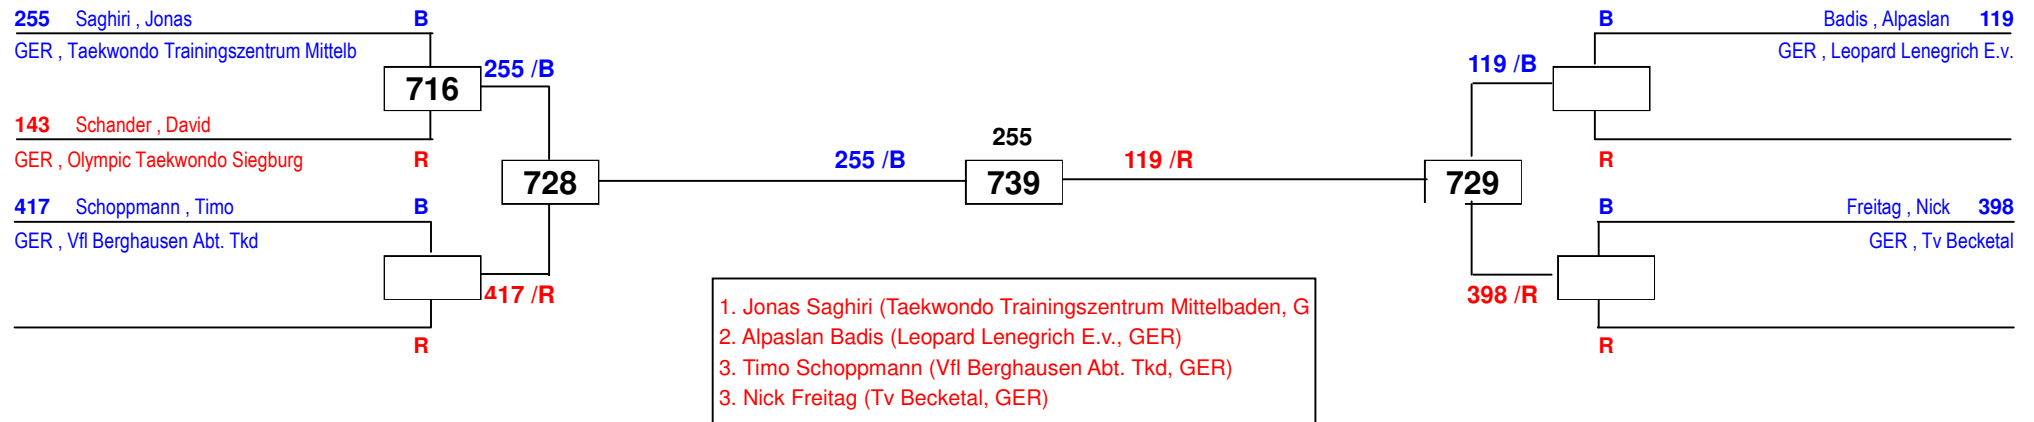 255 Saghiri , Jonas B
GER , Taekwondo Trainingszentrum Mittelb
716
255 /B
143 Schander , David
GER , Olympic Taekwondo Siegburg R
728
417 Schoppmann , Timo B
GER , Vfl Berghausen Abt. Tkd
417 /R
R
255
255 /B
739
119 /R
B Badis , Alpaslan 119
GER , Leopard Lenegrich E.v.
119 /B
R
729
B Freitag , Nick 398
GER , Tv Becketal
398 /R
R
1. Jonas Saghiri (Taekwondo Trainingszentrum Mittelbaden, G
2. Alpaslan Badis (Leopard Lenegrich E.v., GER)
3. Timo Schoppmann (Vfl Berghausen Abt. Tkd, GER)
3. Nick Freitag (Tv Becketal, GER)